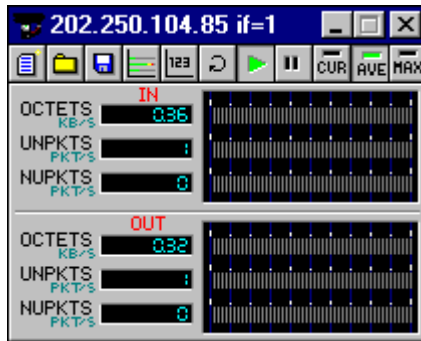 202.250.104.85 if=1
123 CUR AVE MAX
IN
OCTETS 0.36
KB/S
UNPKTS 1
PKT/S
NUPKTS 0
PKT/S
OUT
OCTETS 0.32
KB/S
UNPKTS 1
PKT/S
NUPKTS 0
PKT/S